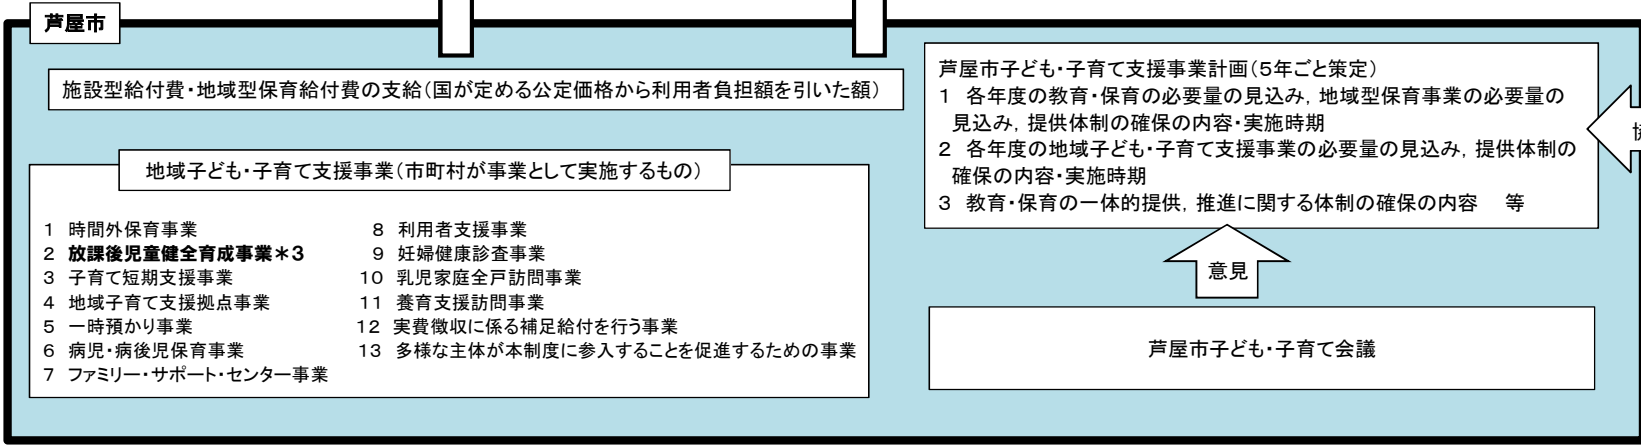 芦屋市
施設型給付費・地域型保育給付費の支給（国が定める公定価格から利用者負担額を引いた額）
地域子ども・子育て支援事業（市町村が事業として実施するもの）
１　時間外保育事業
２　放課後児童健全育成事業＊３
３　子育て短期支援事業
４　地域子育て支援拠点事業
５　一時預かり事業
６　病児・病後児保育事業
７　ファミリー・サポート・センター事業
８　利用者支援事業
９　妊婦健康診査事業
１０　乳児家庭全戸訪問事業
１１　養育支援訪問事業
１２　実費徴収に係る補足給付を行う事業
１３　多様な主体が本制度に参入することを促進するための事業
芦屋市子ども・子育て支援事業計画（５年ごと策定）
１　各年度の教育・保育の必要量の見込み，地域型保育事業の必要量の
見込み，提供体制の確保の内容・実施時期
２　各年度の地域子ども・子育て支援事業の必要量の見込み，提供体制の
確保の内容・実施時期
３　教育・保育の一体的提供，推進に関する体制の確保の内容　等
意見
芦屋市子ども・子育て会議